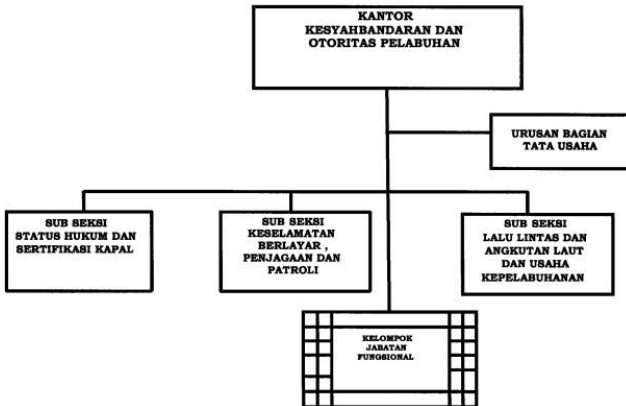 KANTOR
KESYAHBANDARAN DAN
OTORITAS PELABUHAN
URUSAN BAGIAN
TATA USAHA
SUB SEKSI
STATUS HUKUM DAN
SERTIFIKASI KAPAL
SUB SEKSI
KESELAMATAN
BERLAYAR ,
PENJAGAAN DAN
PATROLI
SUB SEKSI
LALU LINTAS DAN
ANGKUTAN LAUT
DAN USAHA
KEPELABUHANAN
KELOMPOK
JABATAN
FUNGSIONAL